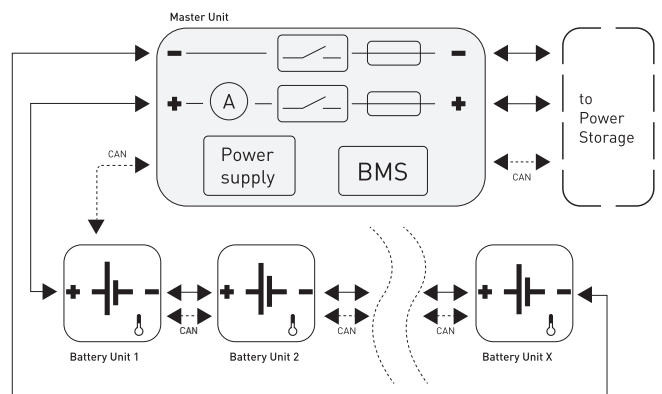 Master Unit
A
to
Power
Storage
CAN
Power
supply
BMS
CAN
CAN
CAN
CAN
Battery Unit 1
Battery Unit 2
Battery Unit X